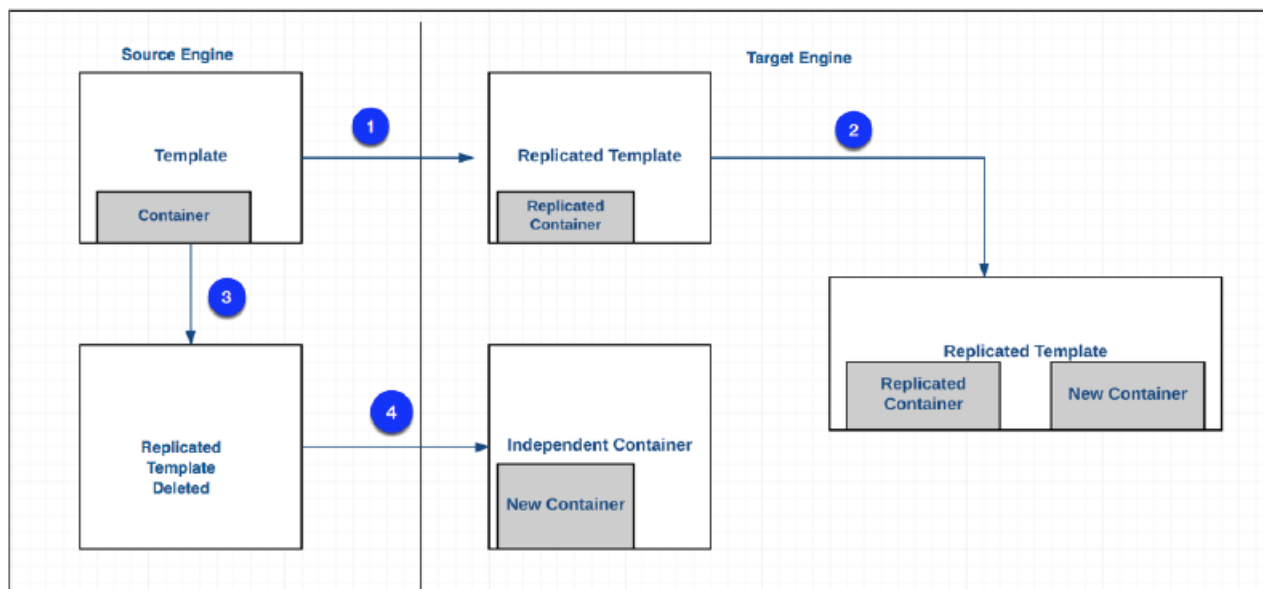 Source Engine
Target Engine
1
2
Template
Replicated Template
Container
Replicated
Container
3
Replicated Template
Replicated
Container
New Container
4
Replicated
Template
Deleted
Independent Container
New Container